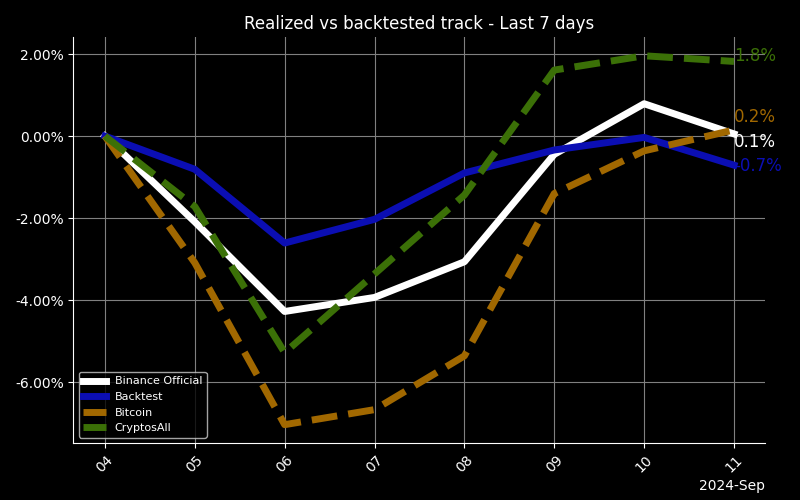 Realized vs backtested track - Last 7 days
2.00%
0.00%
-2.00%
-4.00%
-6.00%
1.8%
0.2%
0.1%
-0.7%
Binance Official
Backtest
Bitcoin
CryptosAll
04
05
06
07
08
09
10
11
2024-Sep